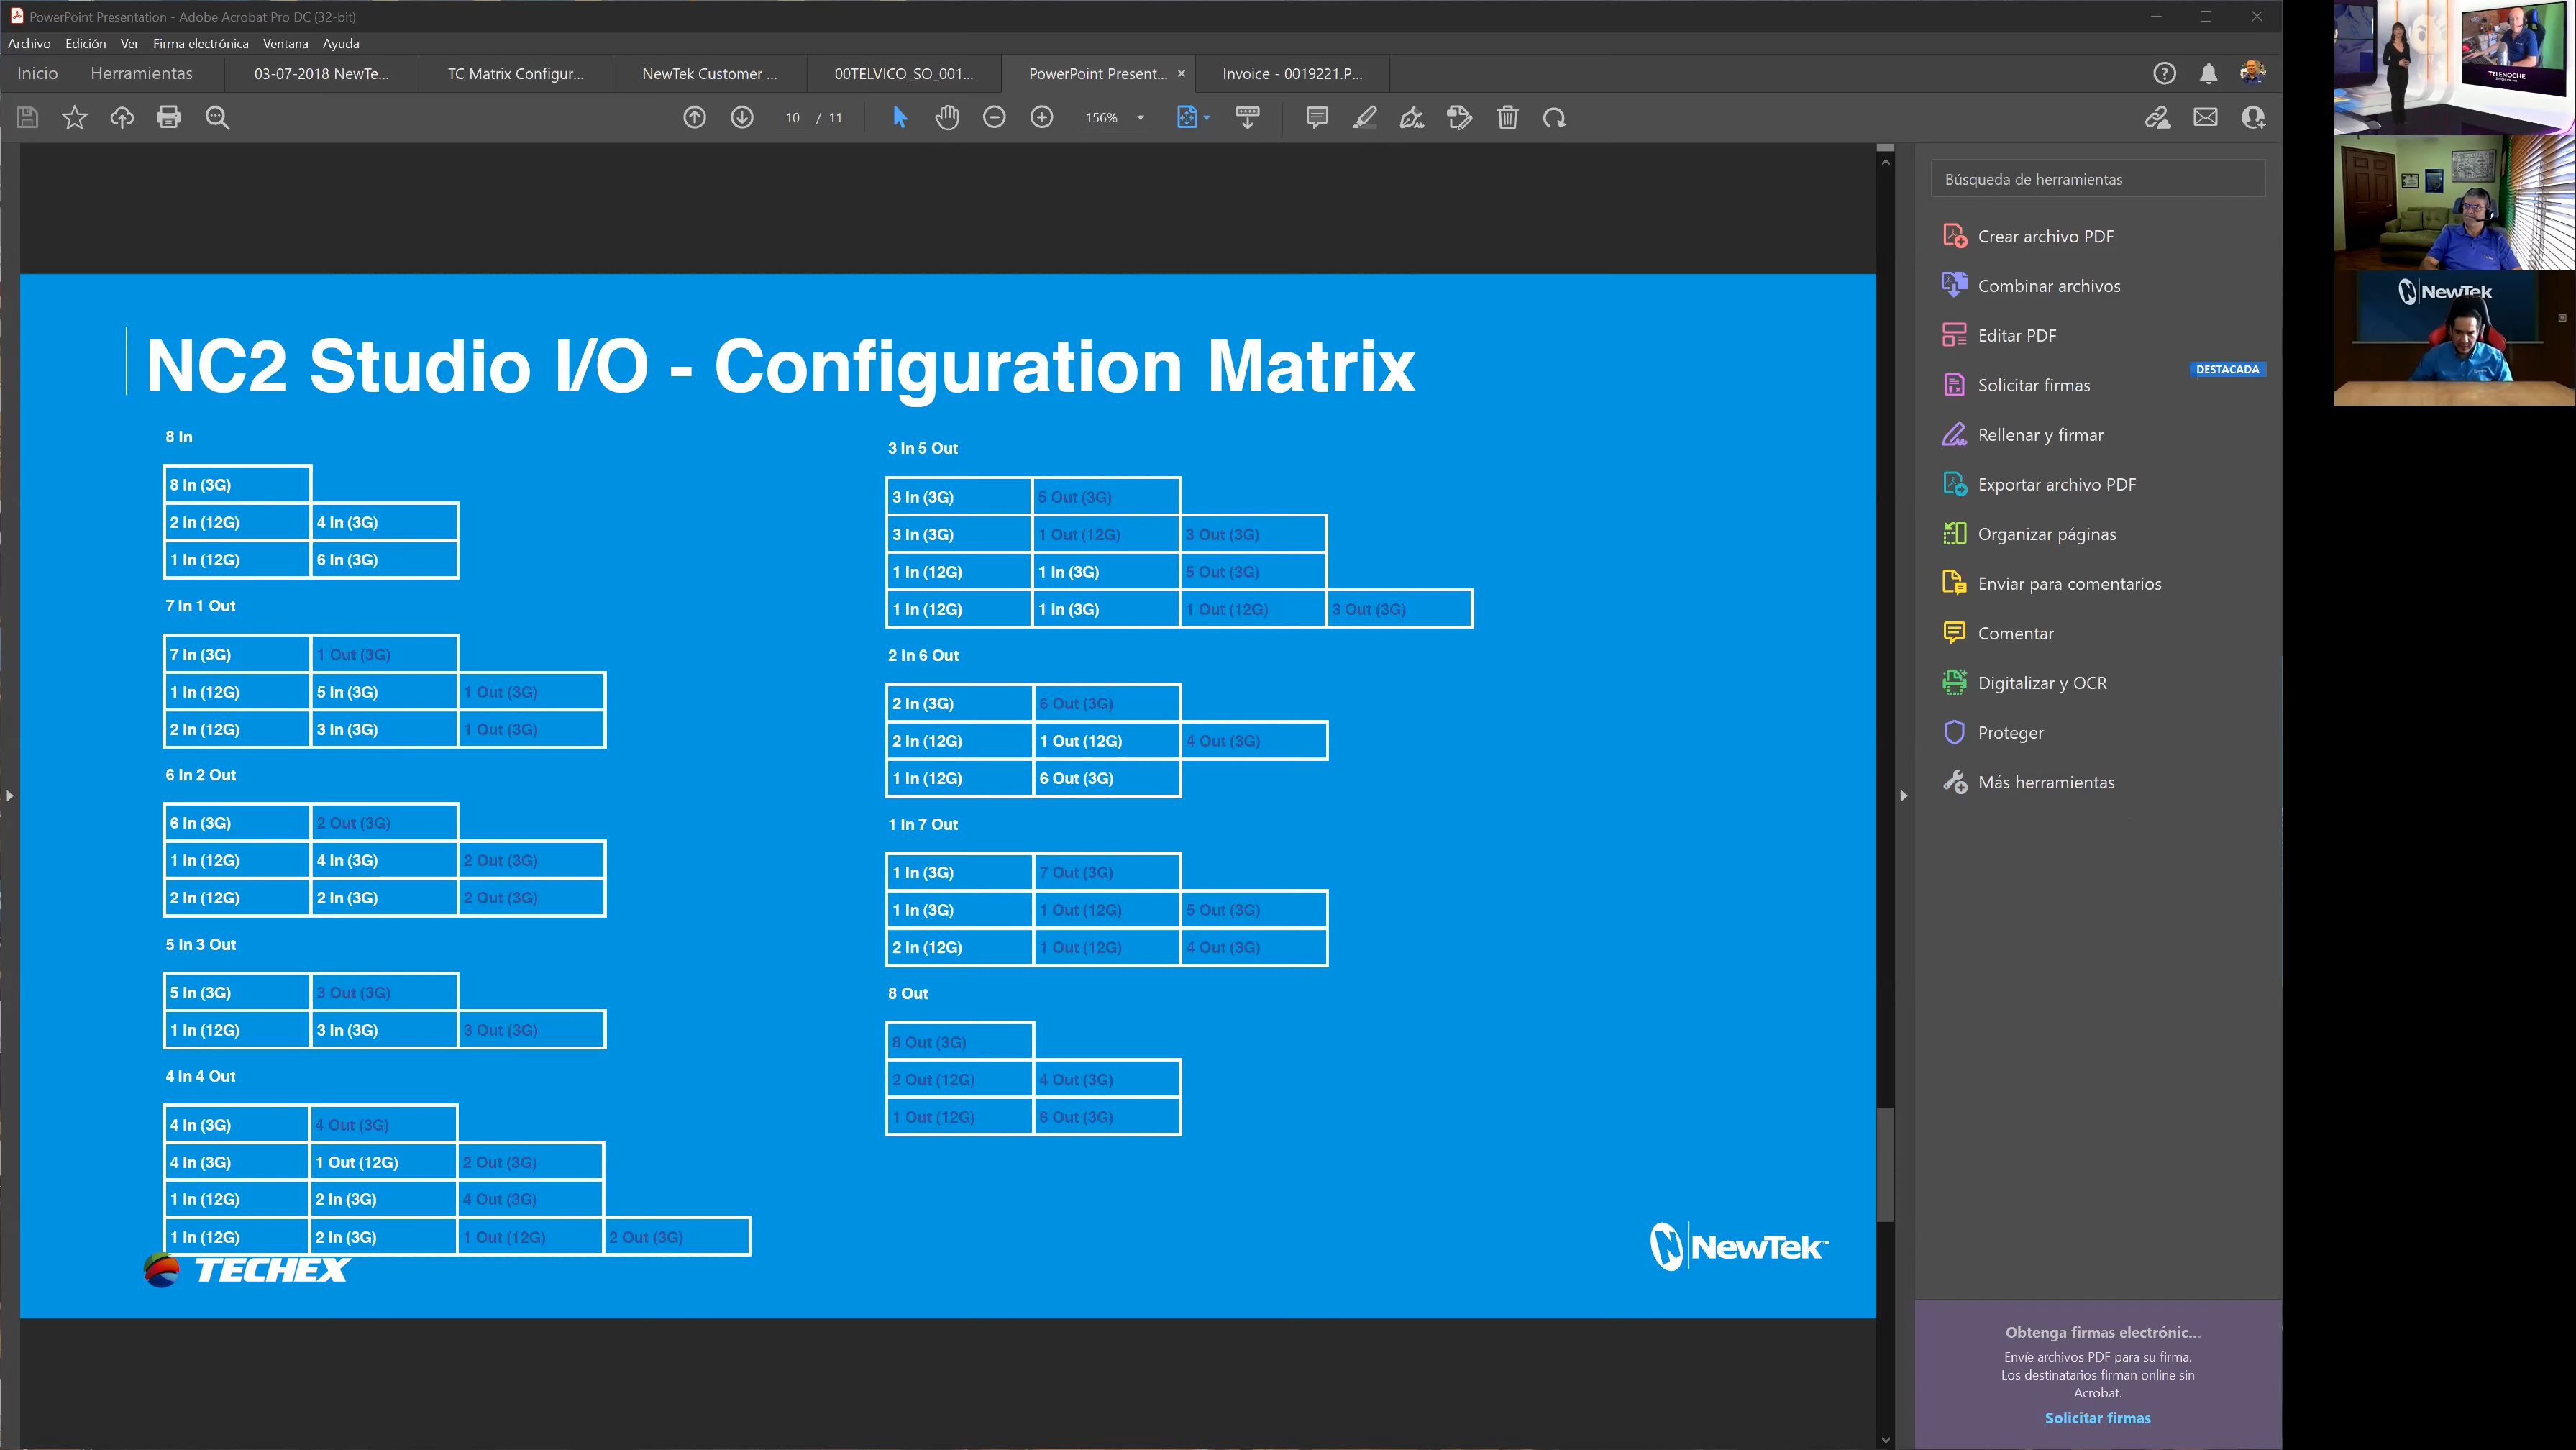 PowerPoint Presentation - Adobe Acrobat Pro DC (32-bit)
Archivo Edición Ver Firma electrónica Ventana Ayuda
Inicio Herramientas 03-07-2018 NewTe... TC Matrix Configur... NewTek Customer ... 00TELVICO_SO_001... PowerPoint Present... × Invoice - 0019221.P...
10 / 11 156%
NC2 Studio I/O - Configuration Matrix
8 In
8 In (3G)
2 In (12G) 4 In (3G)
1 In (12G) 6 In (3G)
7 In 1 Out
7 In (3G) 1 Out (3G)
1 In (12G) 5 In (3G) 1 Out (3G)
2 In (12G) 3 In (3G) 1 Out (3G)
6 In 2 Out
6 In (3G) 2 Out (3G)
1 In (12G) 4 In (3G) 2 Out (3G)
2 In (12G) 2 In (3G) 2 Out (3G)
5 In 3 Out
5 In (3G) 3 Out (3G)
1 In (12G) 3 In (3G) 3 Out (3G)
4 In 4 Out
4 In (3G) 4 Out (3G)
4 In (3G) 1 Out (12G) 2 Out (3G)
1 In (12G) 2 In (3G) 4 Out (3G)
1 In (12G) 2 In (3G) 1 Out (12G) 2 Out (3G)
TECHEX
3 In 5 Out
3 In (3G) 5 Out (3G)
3 In (3G) 1 Out (12G) 3 Out (3G)
1 In (12G) 1 In (3G) 5 Out (3G)
1 In (12G) 1 In (3G) 1 Out (12G) 3 Out (3G)
2 In 6 Out
2 In (3G) 6 Out (3G)
2 In (12G) 1 Out (12G) 4 Out (3G)
1 In (12G) 6 Out (3G)
1 In 7 Out
1 In (3G) 7 Out (3G)
1 In (3G) 1 Out (12G) 5 Out (3G)
2 In (12G) 1 Out (12G) 4 Out (3G)
8 Out
8 Out (3G)
2 Out (12G) 4 Out (3G)
1 Out (12G) 6 Out (3G)
NewTek™
Búsqueda de herramientas
Crear archivo PDF
Combinar archivos
Editar PDF
DESTACADA
Solicitar firmas
Rellenar y firmar
Exportar archivo PDF
Organizar páginas
Enviar para comentarios
Comentar
Digitalizar y OCR
Proteger
Más herramientas
Obtenga firmas electrónic...
Envíe archivos PDF para su firma.
Los destinatarios firman online sin
Acrobat.
Solicitar firmas
TELENOCHE
NewTek